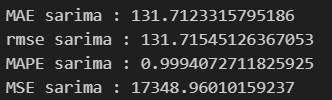 MAE sarima : 131.7123315795186
rmse sarima : 131.71545126367053
MAPE sarima : 0.9994072711825925
MSE sarima : 17348.96010159237